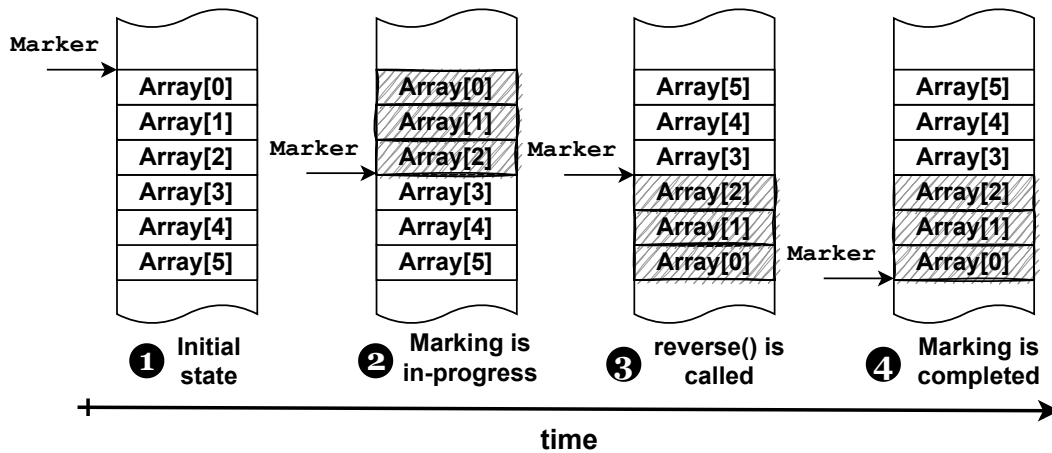 Marker
Array[0]
Array[1]
Array[2]
Array[3]
Array[4]
Array[5]
1 Initial
state
Marker
Array[0]
Array[1]
Array[2]
Array[3]
Array[4]
Array[5]
2 Marking is
in-progress
Marker
Array[5]
Array[4]
Array[3]
Array[2]
Array[1]
Array[0]
3 reverse() is
called
Marker
Array[5]
Array[4]
Array[3]
Array[2]
Array[1]
Array[0]
4 Marking is
completed
time